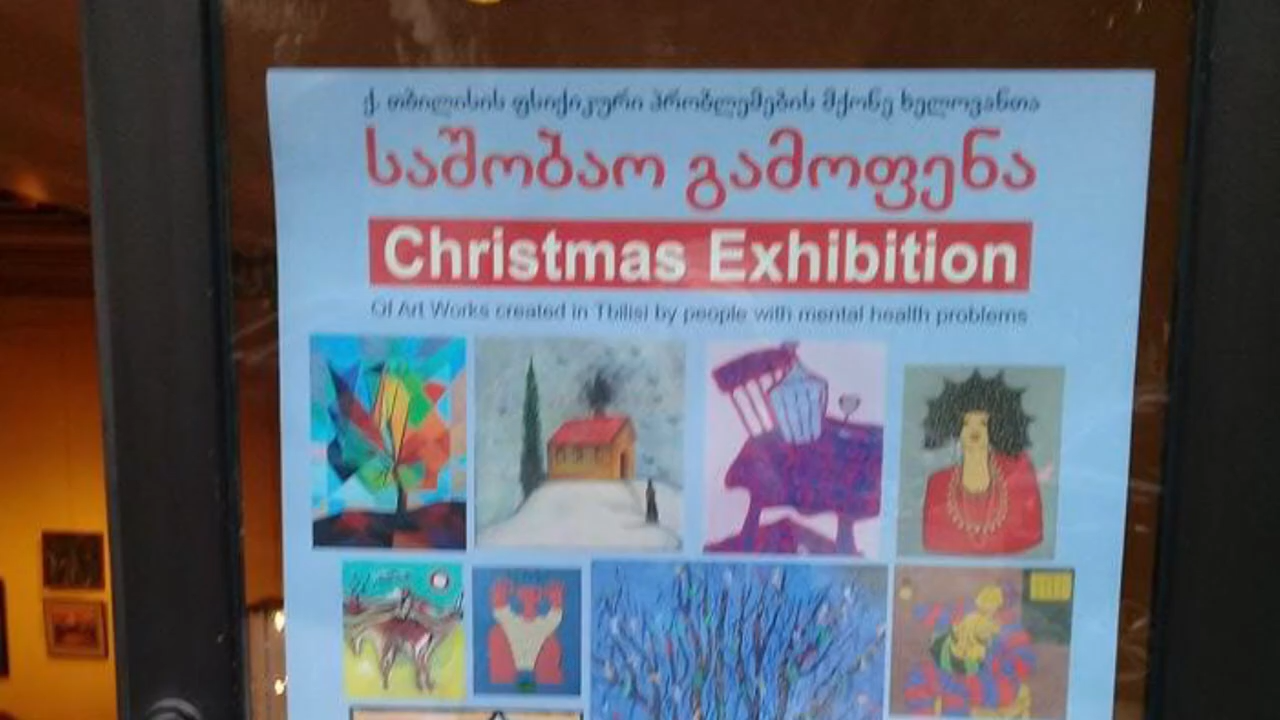 ქ. თბილისის ფსიქიკური პრობლემების მქონე ხელოვანთა
საშობაო გამოფენა
Christmas Exhibition
Of Art Works created in Tbilisi by people with mental health problems